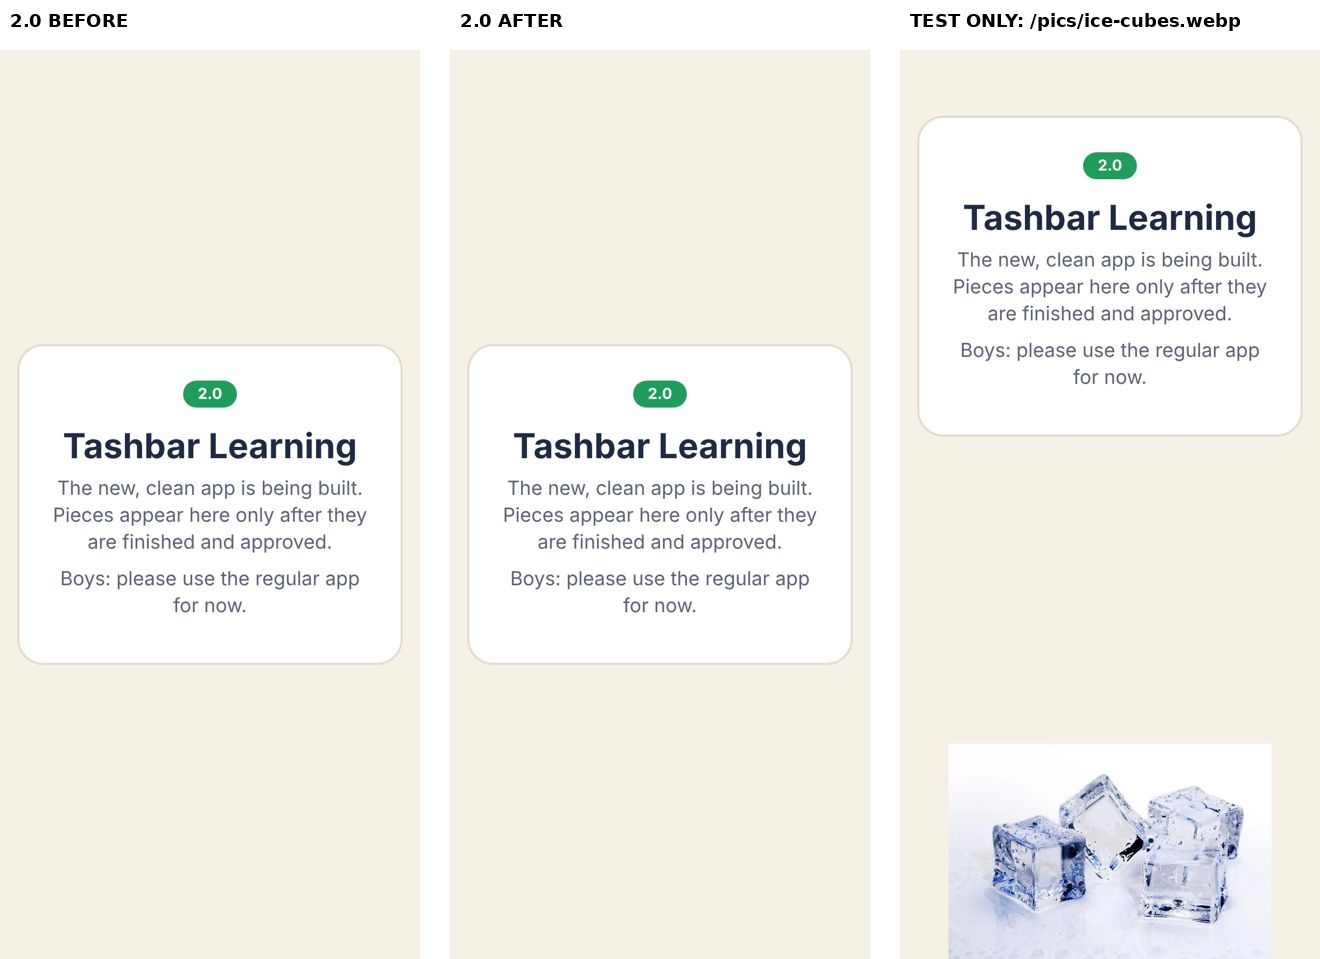 2.0 BEFORE
2.0
Tashbar Learning
The new, clean app is being built.
Pieces appear here only after they
are finished and approved.
Boys: please use the regular app
for now.
2.0 AFTER
2.0
Tashbar Learning
The new, clean app is being built.
Pieces appear here only after they
are finished and approved.
Boys: please use the regular app
for now.
TEST ONLY: /pics/ice-cubes.webp
2.0
Tashbar Learning
The new, clean app is being built.
Pieces appear here only after they
are finished and approved.
Boys: please use the regular app
for now.